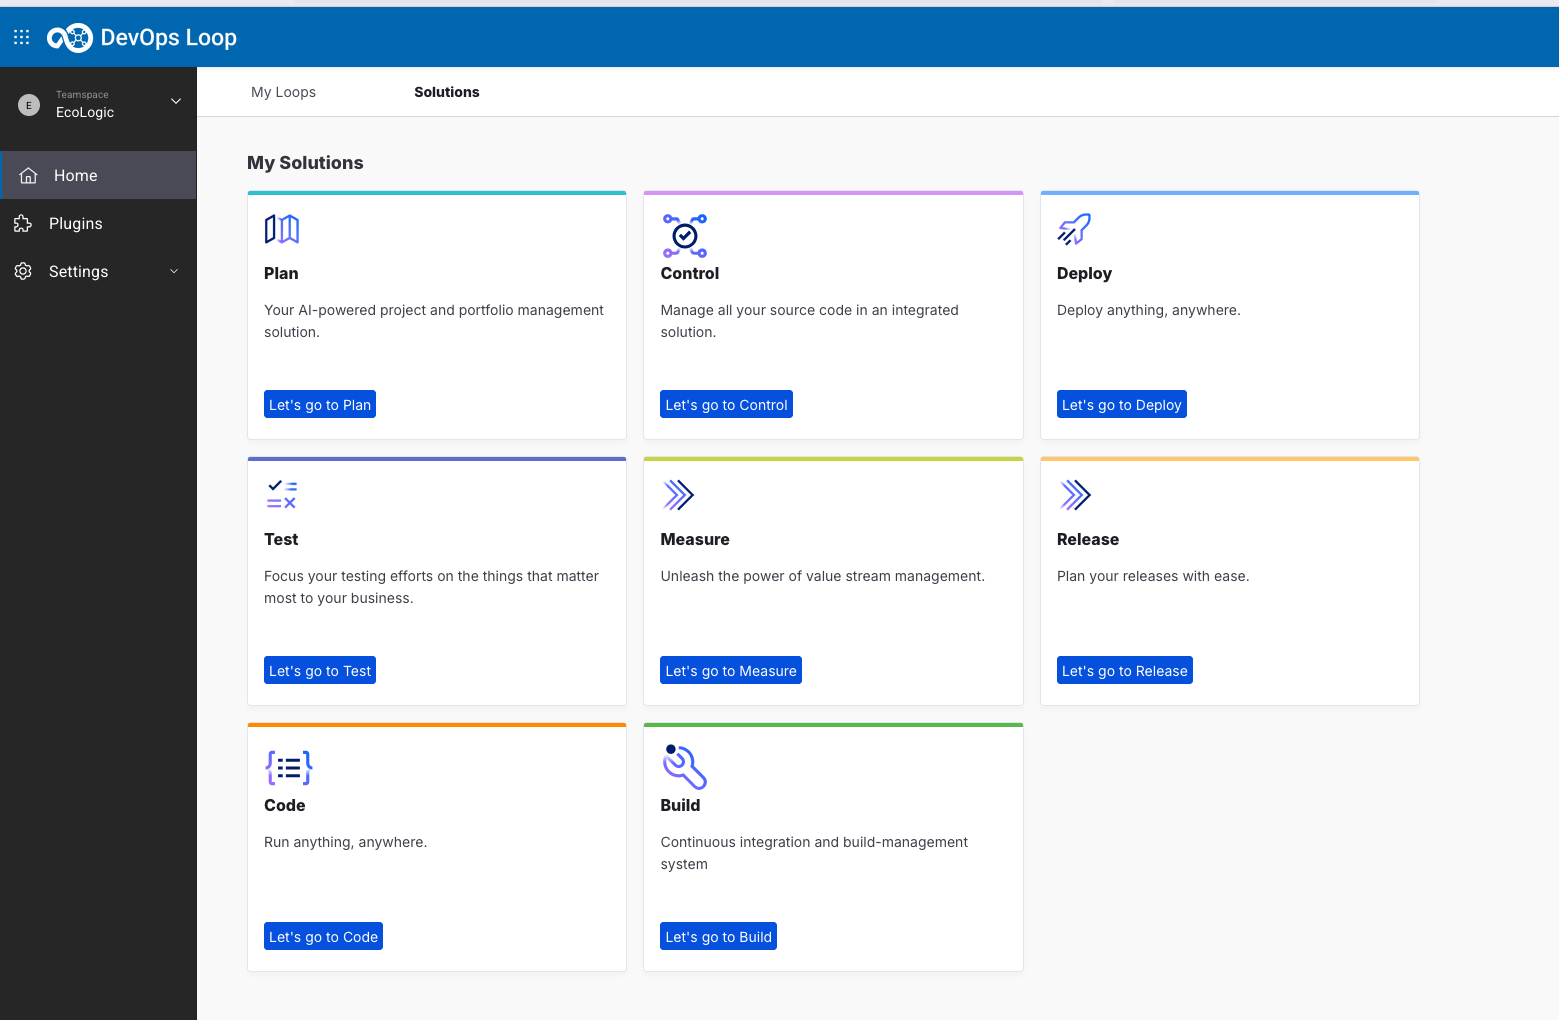 DevOps Loop
Teamspace
E
EcoLogic
Home
Plugins
Settings
My Loops
Solutions
My Solutions
Plan
Your AI-powered project and portfolio management
solution.
Let's go to Plan
Control
Manage all your source code in an integrated
solution.
Let's go to Control
Deploy
Deploy anything, anywhere.
Let's go to Deploy
Test
Focus your testing efforts on the things that matter
most to your business.
Let's go to Test
Measure
Unleash the power of value stream management.
Let's go to Measure
Release
Plan your releases with ease.
Let's go to Release
Code
Run anything, anywhere.
Let's go to Code
Build
Continuous integration and build-management
system
Let's go to Build